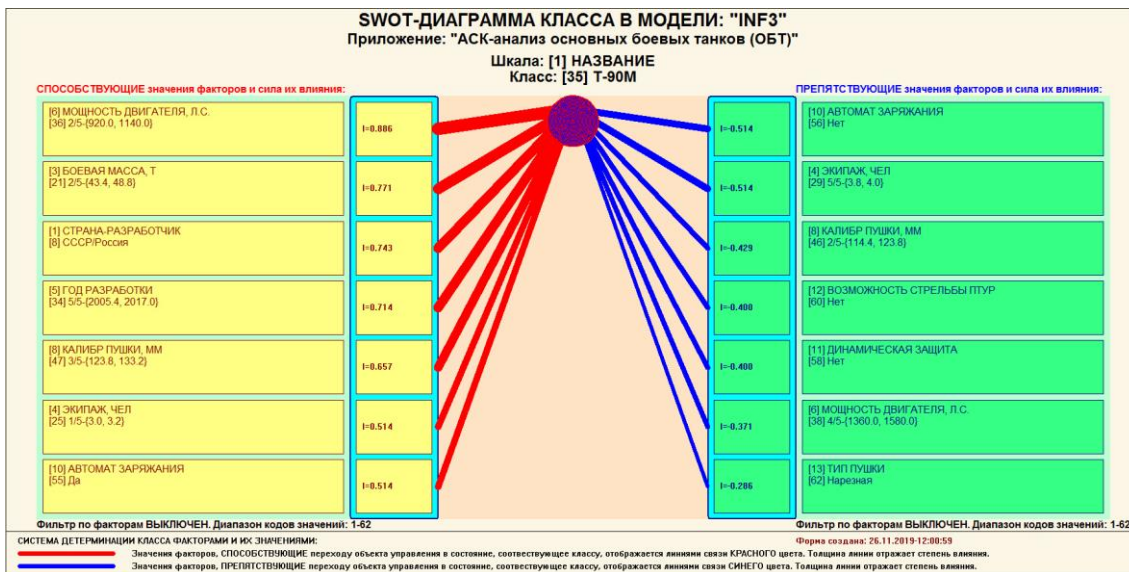 SWOT-ДИАГРАММА КЛАССА В МОДЕЛИ: "INF3"
Приложение: "АСК-анализ основных боевых танков (ОБТ)"
Шкала: [1] НАЗВАНИЕ
Класс: [35] Т-90М
СПОСОБСТВУЮЩИЕ значения факторов и сила их влияния:
[6] МОЩНОСТЬ ДВИГАТЕЛЯ, Л.С.
[36] 2/5-{920.0, 1140.0}
I=0.886
[3] БОЕВАЯ МАССА, Т
[21] 2/5-{43.4, 48.8}
I=0.771
[1] СТРАНА-РАЗРАБОТЧИК
[8] СССР/Россия
I=0.743
[5] ГОД РАЗРАБОТКИ
[34] 5/5-{2005.4, 2017.0}
I=0.714
[8] КАЛИБР ПУШКИ, ММ
[47] 3/5-{123.8, 133.2}
I=0.657
[4] ЭКИПАЖ, ЧЕЛ
[25] 1/5-{3.0, 3.2}
I=0.514
[10] АВТОМАТ ЗАРЯЖАНИЯ
[55] Да
I=0.514
Фильтр по факторам ВЫКЛЮЧЕН. Диапазон кодов значений: 1-62
ПРЕПЯТСТВУЮЩИЕ значения факторов и сила их влияния:
I=-0.514
[10] АВТОМАТ ЗАРЯЖАНИЯ
[56] Нет
I=-0.514
[4] ЭКИПАЖ, ЧЕЛ
[29] 5/5-{3.8, 4.0}
I=-0.429
[8] КАЛИБР ПУШКИ, ММ
[46] 2/5-{114.4, 123.8}
I=-0.400
[12] ВОЗМОЖНОСТЬ СТРЕЛЬБЫ ПТУР
[60] Нет
I=-0.400
[11] ДИНАМИЧЕСКАЯ ЗАЩИТА
[58] Нет
I=-0.371
[6] МОЩНОСТЬ ДВИГАТЕЛЯ, Л.С.
[38] 4/5-{1360.0, 1580.0}
I=-0.286
[13] ТИП ПУШКИ
[62] Нарезная
Фильтр по факторам ВЫКЛЮЧЕН. Диапазон кодов значений: 1-62
СИСТЕМА ДЕТЕРМИНАЦИИ КЛАССА ФАКТОРАМИ И ИХ ЗНАЧЕНИЯМИ:
Форма создана: 26.11.2019-12:00:59
Значения факторов, СПОСОБСТВУЮЩИЕ переходу объекта управления в состояние, соотвествующее классу, отображается линиями связи КРАСНОГО цвета. Толщина линии отражает степень влияния.
Значения факторов, ПРЕПЯТСТВУЮЩИЕ переходу объекта управления в состояние, соотвествующее классу, отображается линиями связи СИНЕГО цвета. Толщина линии отражает степень влияния.